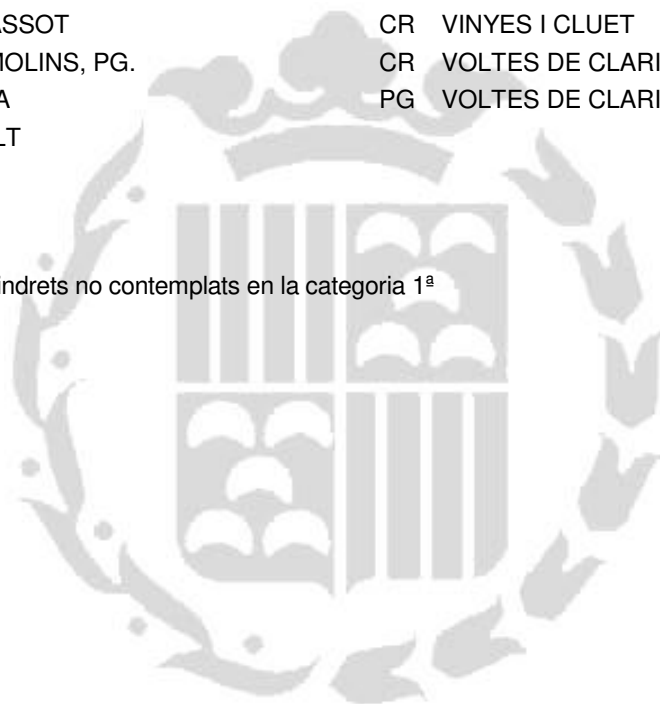 ASSOT
MOLINS, PG.
A
LT
CR VINYES I CLUET
CR VOLTES DE CLARI
PG VOLTES DE CLARI
indrets no contemplats en la categoria 1ª